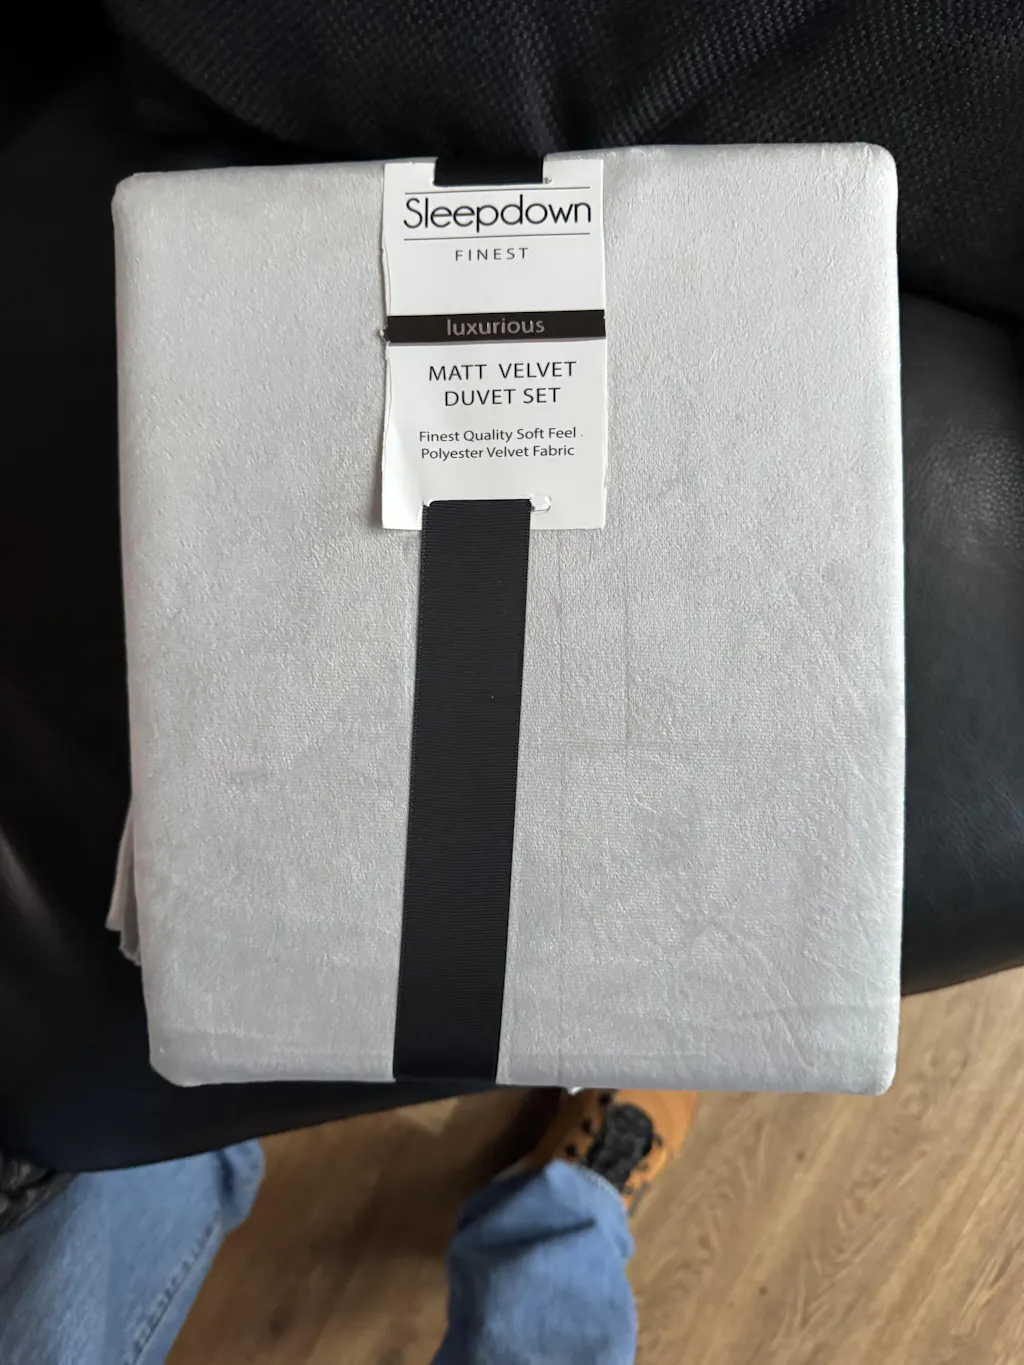 Sleepdown
FINEST
luxurious
MATT VELVET
DUVET SET
Finest Quality Soft Feel
Polyester Velvet Fabric